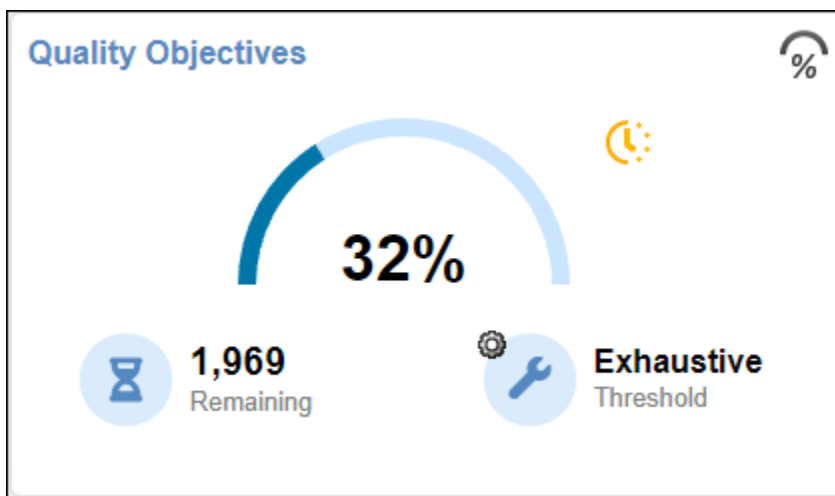 Quality Objectives
%
32%
1,969
Remaining
Exhaustive
Threshold